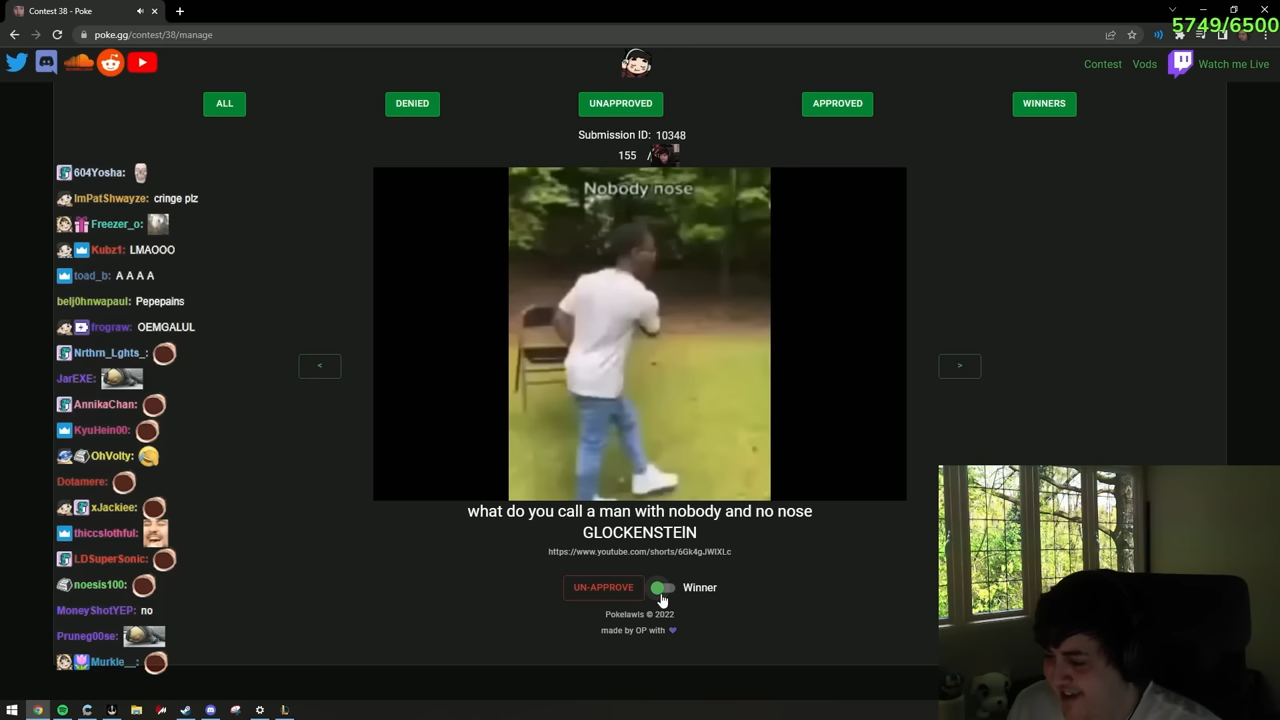 Contest 38 - Poke
5749/6500
poke.gg/contest/38/manage
Contest
Vods
Watch me Live
ALL
DENIED
UNAPPROVED
APPROVED
WINNERS
Submission ID: 10348
155 /
604Yosha:
ImPatShwayze: cringe plz
Freezer_o:
Kubz1: LMAOOO
toad_b: A A A A
belj0hnwapaul: Pepepains
frograw: OEMGALUL
Nrthrn_Lghts_:
JarEXE:
AnnikaChan:
KyuHein00:
OhVolty:
Dotamere:
xJackiee:
thiccslothful:
LDSuperSonic:
noesis100:
MoneyShotYEP: no
Pruneg00se:
Murkle__:
Nobody nose
<
>
what do you call a man with nobody and no nose
GLOCKENSTEIN
https://www.youtube.com/shorts/6Gk4gJWIXLc
UN-APPROVE
Winner
Pokelawls © 2022
made by OP with